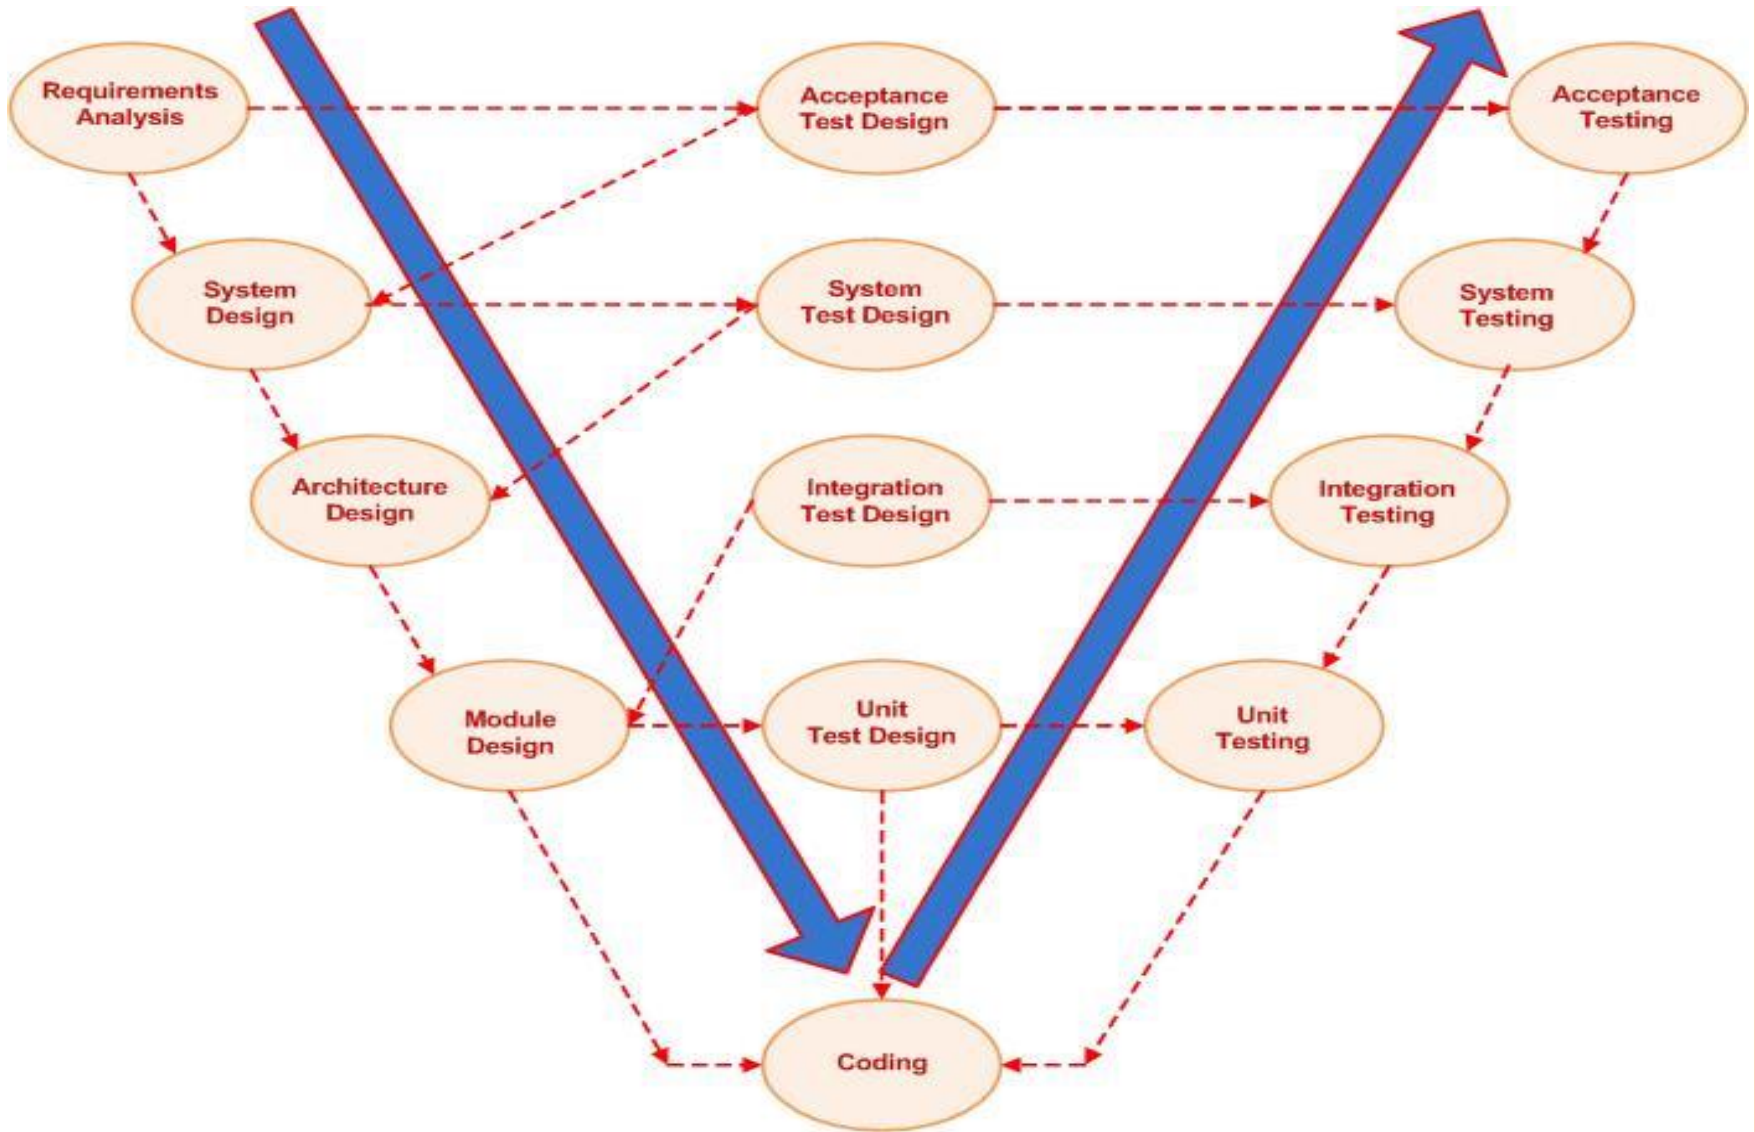 Requirements
Analysis
Acceptance
Test Design
Acceptance
Testing
System
Design
System
Test Design
System
Testing
Architecture
Design
Integration
Test Design
Integration
Testing
Module
Design
Unit
Test Design
Unit
Testing
Coding